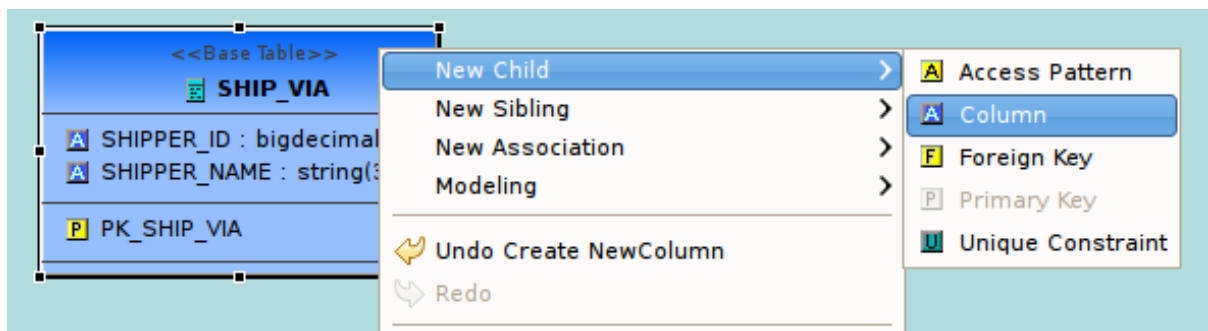 <<Base Table>>
SHIP_VIA
SHIPPER_ID : bigdecimal
SHIPPER_NAME : string(3
PK_SHIP_VIA
New Child
New Sibling
New Association
Modeling
Undo Create NewColumn
Redo
Access Pattern
Column
Foreign Key
Primary Key
Unique Constraint